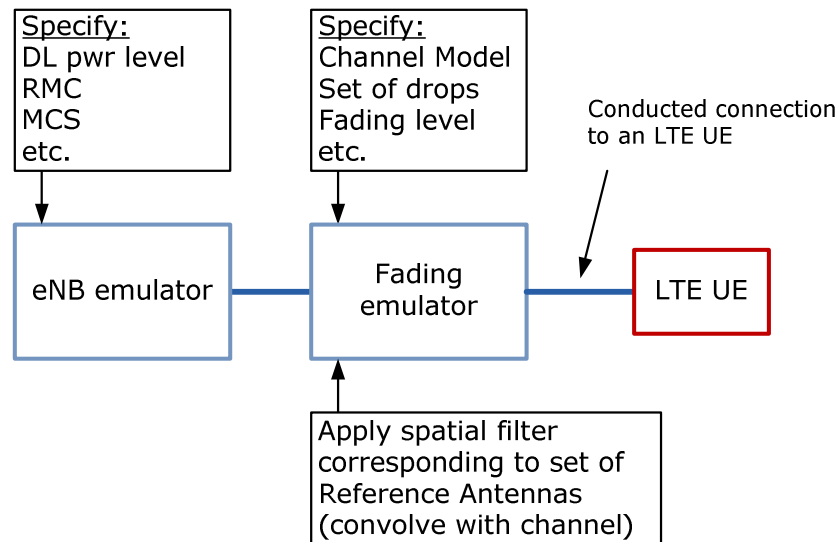 Specify:
DL pwr level
RMC
MCS
etc.
Specify:
Channel Model
Set of drops
Fading level
etc.
Conducted connection
to an LTE UE
eNB emulator
Fading
emulator
LTE UE
Apply spatial filter
corresponding to set of
Reference Antennas
(convolve with channel)